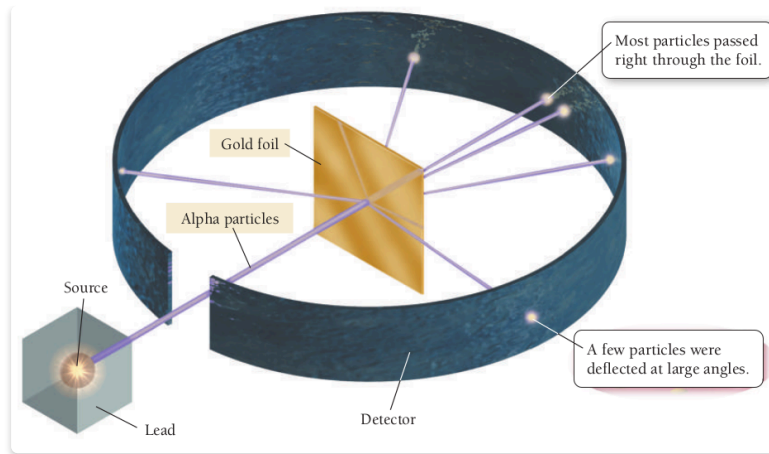 Most particles passed
right through the foil.
Gold foil
Alpha particles
Source
A few particles were
deflected at large angles.
Detector
Lead